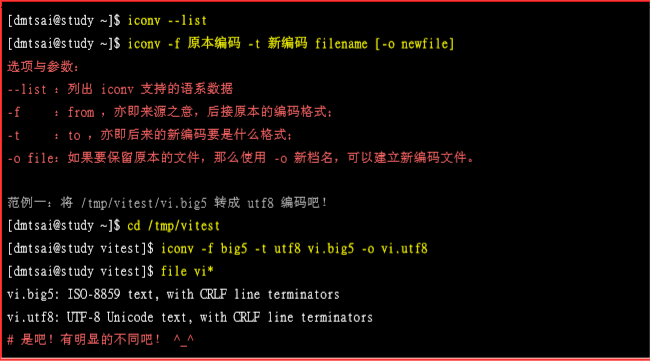 [dmtsai@study ~]$ iconv --list
[dmtsai@study ~]$ iconv -f 原本编码 -t 新编码 filename [-o newfile]
选项与参数：
--list ：列出 iconv 支持的语系数据
-f     ：from ，亦即来源之意，后接原本的编码格式；
-t     ：to ，亦即后来的新编码要是什么格式；
-o file：如果要保留原本的文件，那么使用 -o 新档名，可以建立新编码文件。
范例一：将 /tmp/vitest/vi.big5 转成 utf8 编码吧！
[dmtsai@study ~]$ cd /tmp/vitest
[dmtsai@study vitest]$ iconv -f big5 -t utf8 vi.big5 -o vi.utf8
[dmtsai@study vitest]$ file vi*
vi.big5: ISO-8859 text, with CRLF line terminators
vi.utf8: UTF-8 Unicode text, with CRLF line terminators
# 是吧！有明显的不同吧！ ^_^